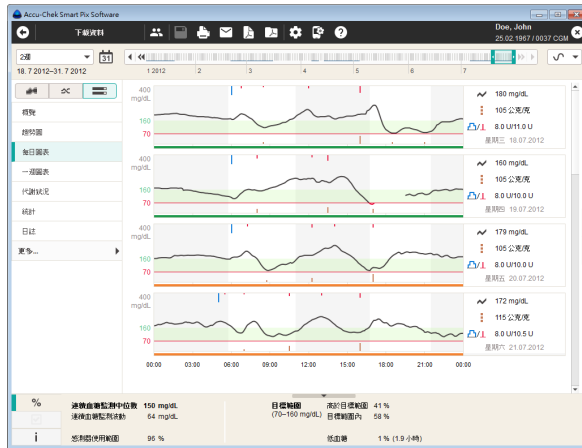 Accu-Chek Smart Pix Software
下載資料
Doe, John
25.02.1967 / 0037 CGM
2週
31
18.7 2012–31.7 2012
1 2012 2 3 4 5 6 7
概覽
趨勢圖
每日圖表
一週圖表
代謝狀況
統計
日誌
更多...
400
mg/dL
160
70
180 mg/dL
105 公克/克
8.0 U/11.0 U
星期三 18.07.2012
400
mg/dL
160
70
160 mg/dL
105 公克/克
8.0 U/10.0 U
星期四 19.07.2012
400
mg/dL
160
70
179 mg/dL
105 公克/克
8.0 U/10.0 U
星期五 20.07.2012
400
mg/dL
160
70
172 mg/dL
115 公克/克
8.0 U/10.5 U
星期六 21.07.2012
00:00 03:00 06:00 09:00 12:00 15:00 18:00 21:00 00:00
%
i
連續血糖監測中位數 150 mg/dL
連續血糖監測波動 64 mg/dL
感測器使用範圍 96 %
目標範圍 高於目標範圍 41 %
(70–160 mg/dL) 目標範圍內 58 %
低血糖 1 % (1.9 小時)